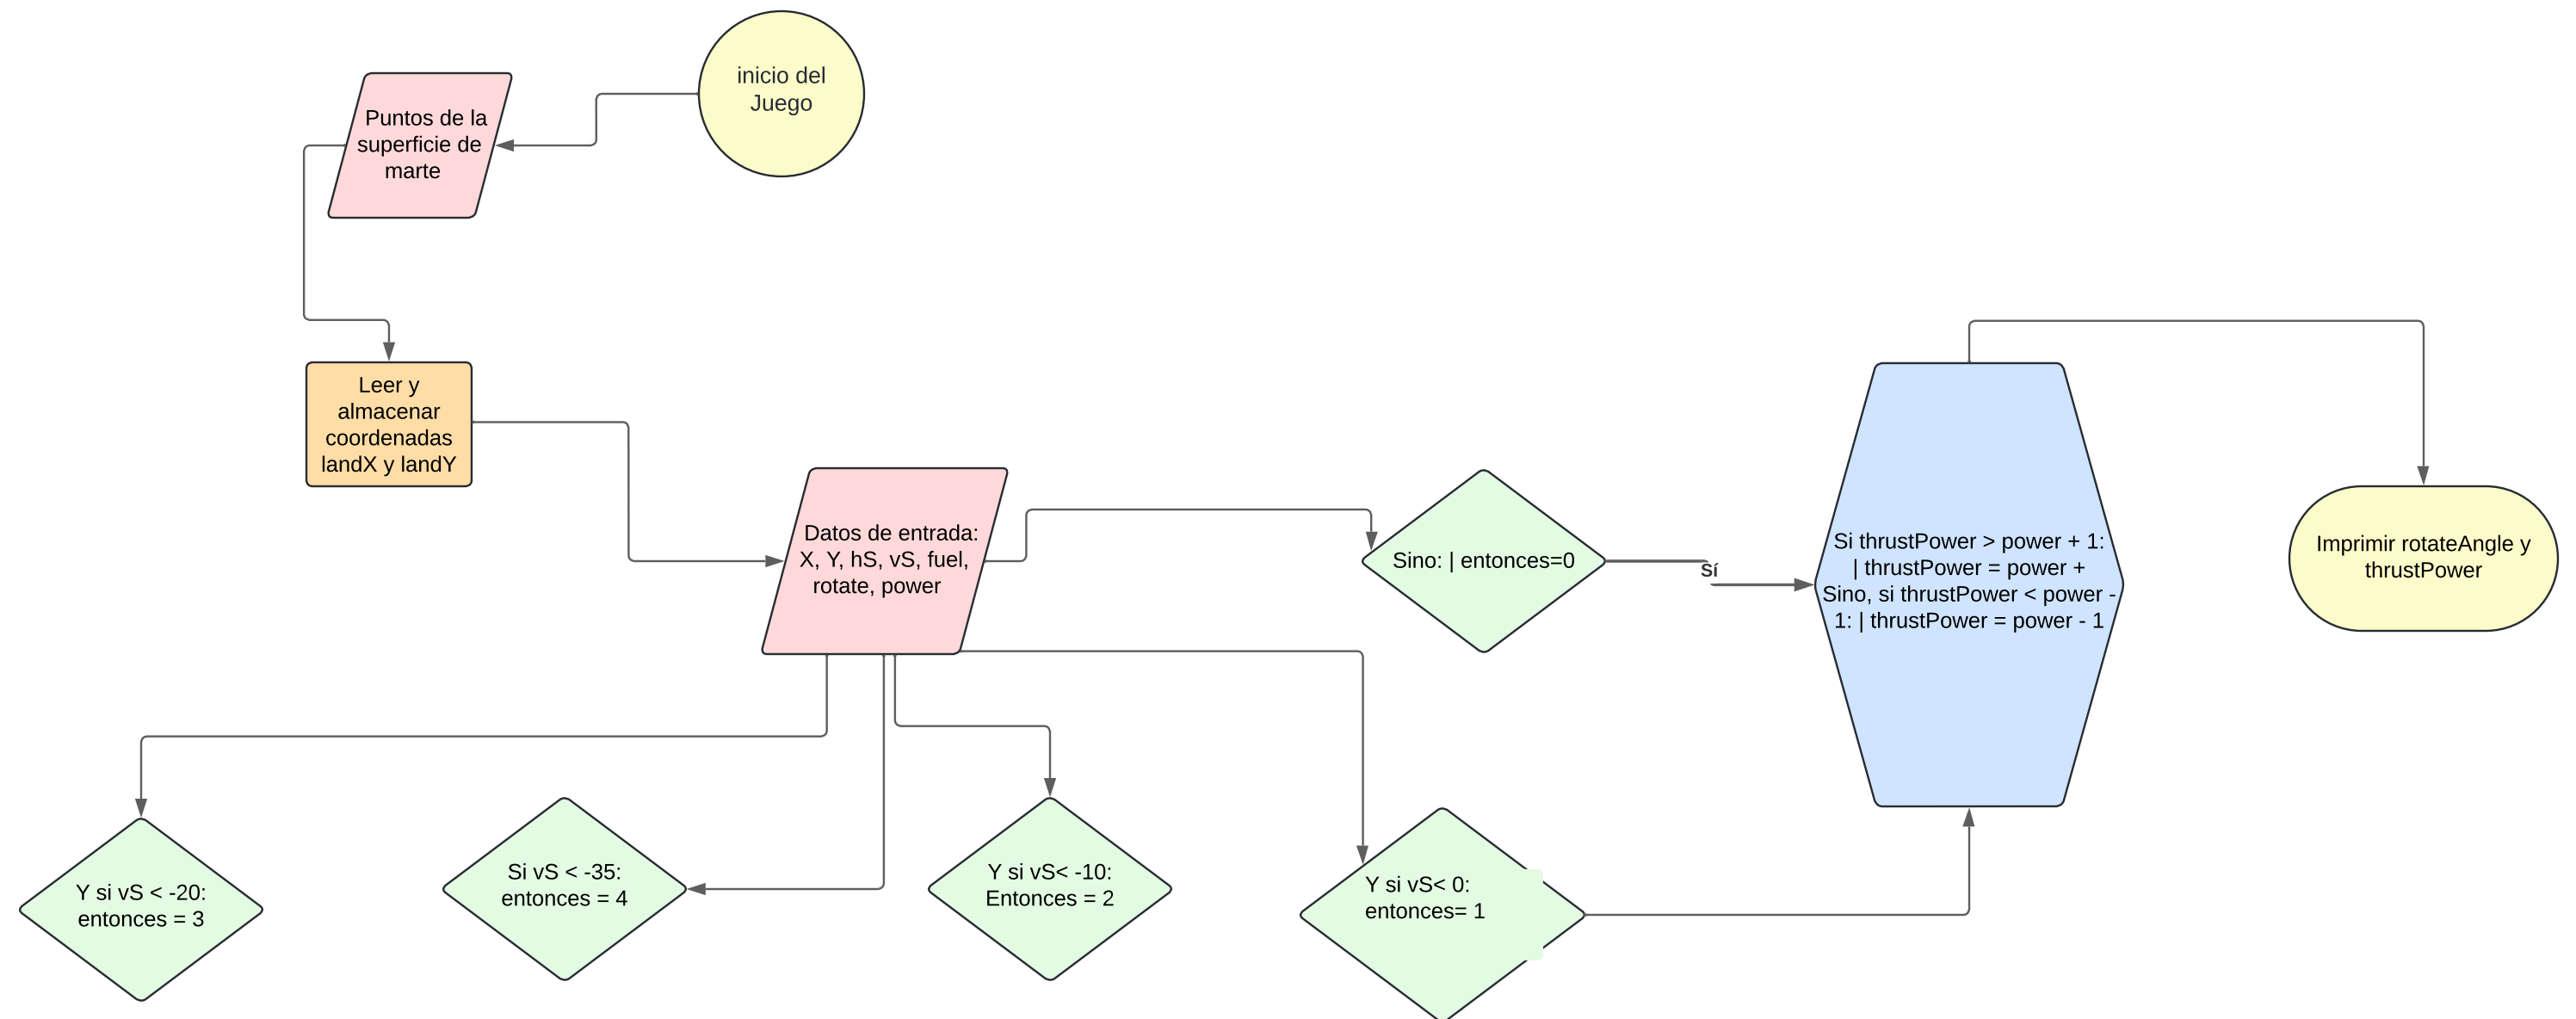 inicio del
Juego
Puntos de la
superficie de
marte
Leer y
almacenar
coordenadas
landX y landY
Datos de entrada:
X, Y, hS, vS, fuel,
rotate, power
Sino: | entonces=0
Sí
Si thrustPower > power + 1:
| thrustPower = power +
Sino, si thrustPower < power -
1: | thrustPower = power - 1
Imprimir rotateAngle y
thrustPower
Y si vS < -20:
entonces = 3
Si vS < -35:
entonces = 4
Y si vS< -10:
Entonces = 2
Y si vS< 0:
entonces= 1